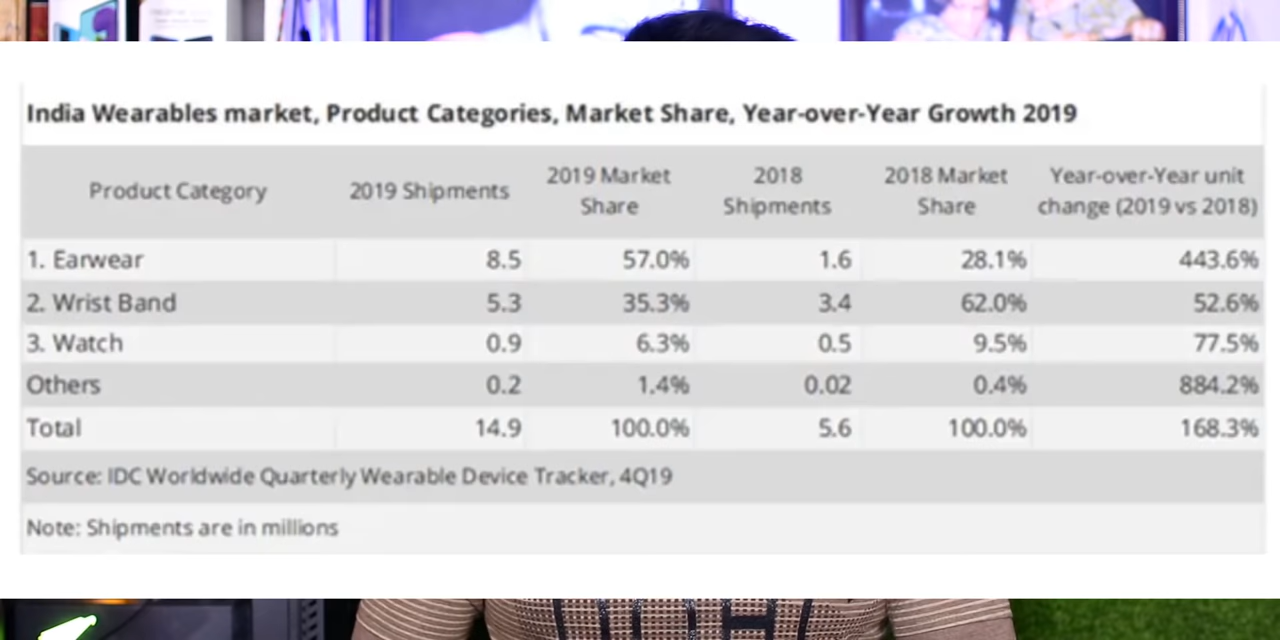 India Wearables market, Product Categories, Market Share, Year-over-Year Growth 2019
Product Category 2019 Shipments 2019 Market Share 2018 Shipments 2018 Market Share Year-over-Year unit change (2019 vs 2018)
1. Earwear 8.5 57.0% 1.6 28.1% 443.6%
2. Wrist Band 5.3 35.3% 3.4 62.0% 52.6%
3. Watch 0.9 6.3% 0.5 9.5% 77.5%
Others 0.2 1.4% 0.02 0.4% 884.2%
Total 14.9 100.0% 5.6 100.0% 168.3%
Source: IDC Worldwide Quarterly Wearable Device Tracker, 4Q19
Note: Shipments are in millions